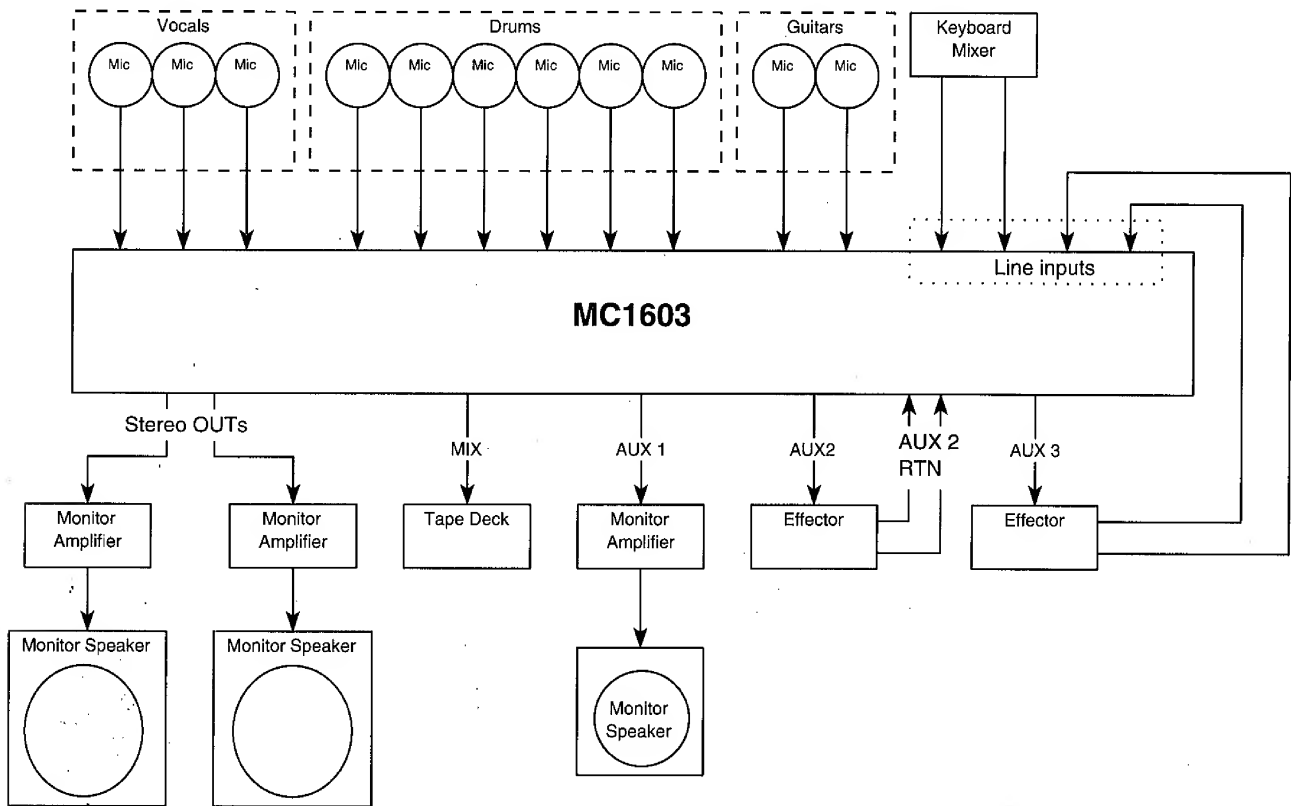 Vocals
Drums
Guitars
Keyboard
Mixer
Mic
Mic
Mic
Mic
Mic
Mic
Mic
Mic
Mic
Mic
Mic
Line inputs
MC1603
Stereo OUTs
MIX
AUX 1
AUX2
AUX 2
RTN
AUX 3
Monitor
Amplifier
Monitor
Amplifier
Tape Deck
Monitor
Amplifier
Effector
Effector
Monitor Speaker
Monitor Speaker
Monitor
Speaker